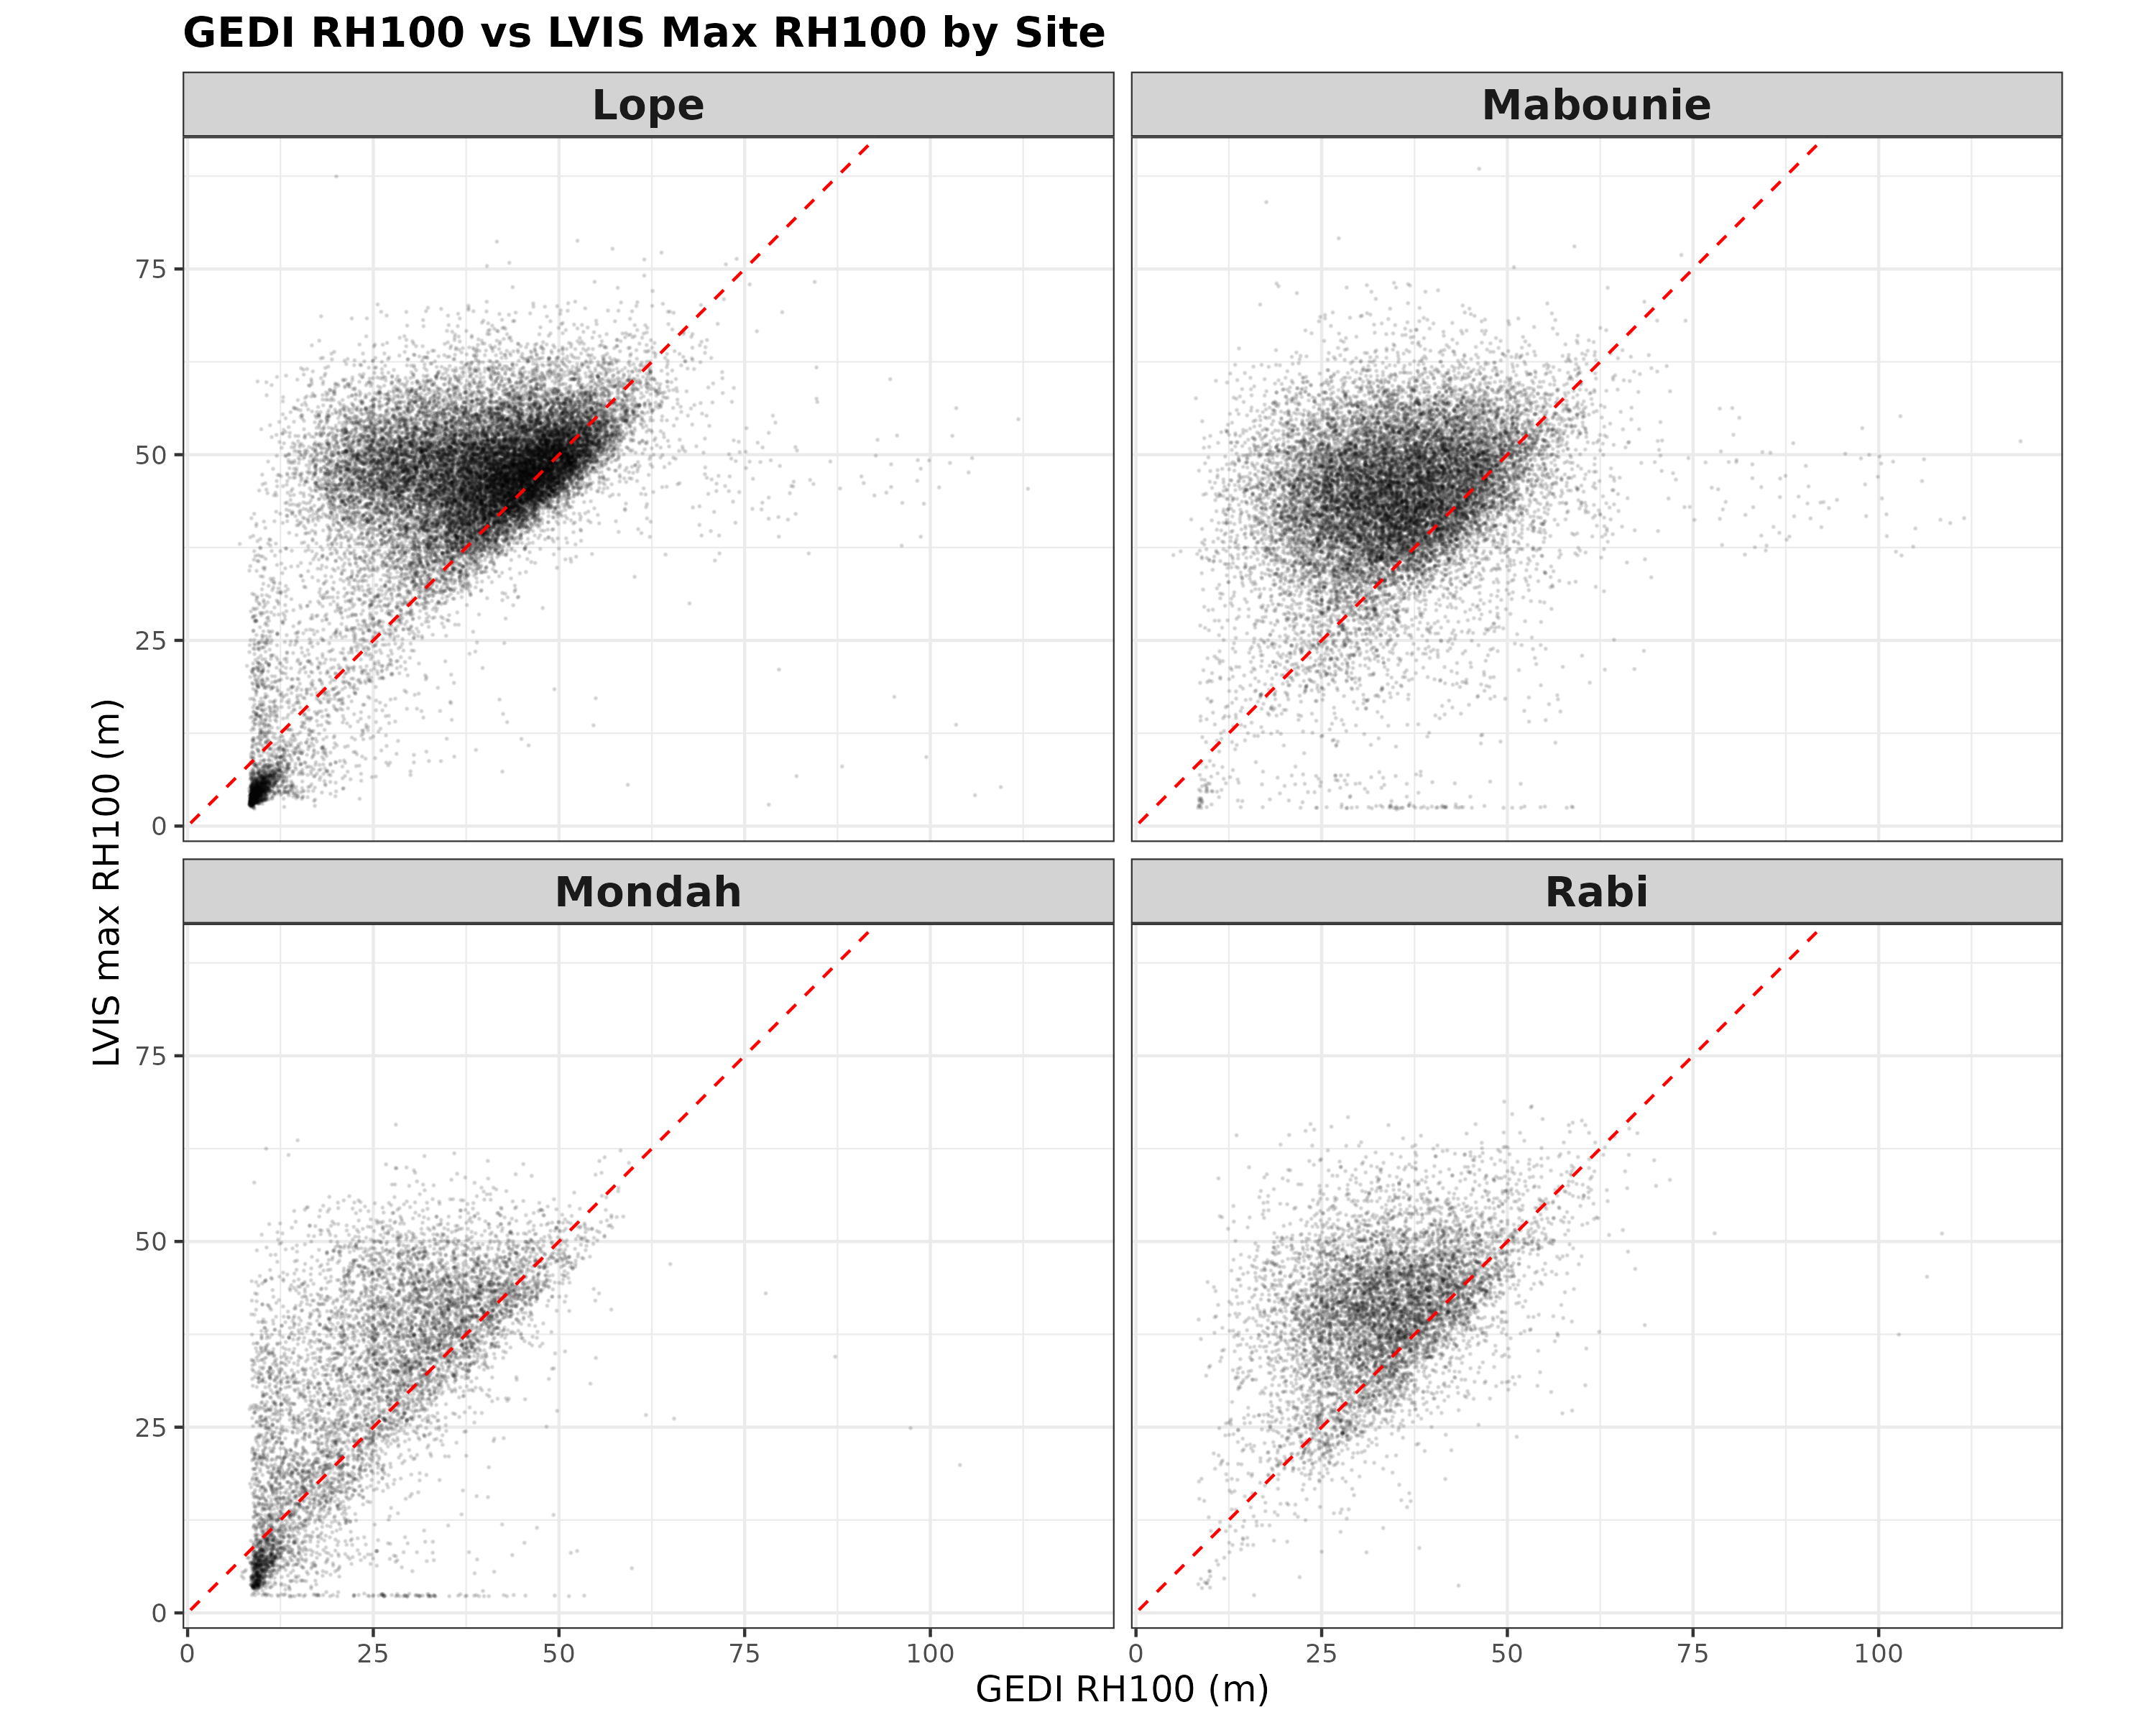 GEDI RH100 vs LVIS Max RH100 by Site
Lope
Mabounie
75
50
25
0
Mondah
Rabi
75
50
25
0
LVIS max RH100 (m)
0 25 50 75 100
0 25 50 75 100
GEDI RH100 (m)